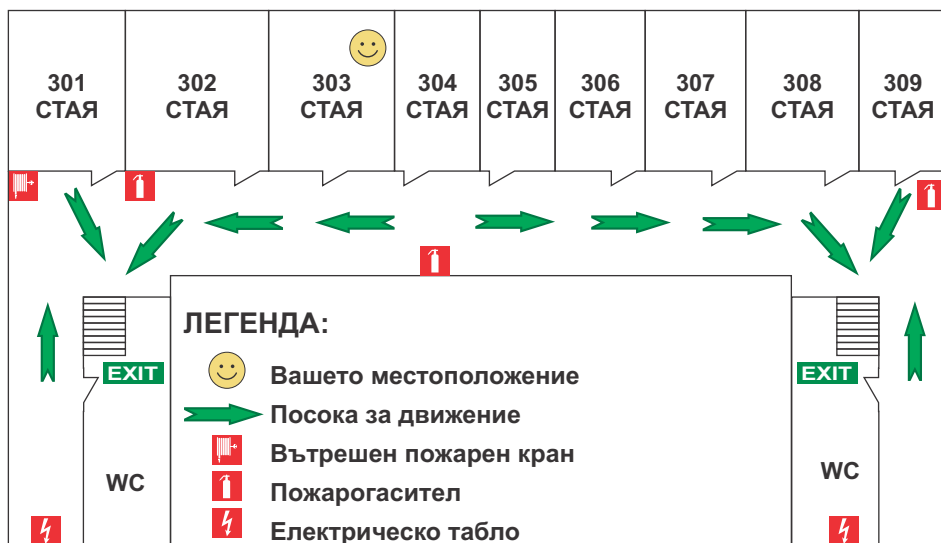 301
СТАЯ
302
СТАЯ
303
СТАЯ
304
СТАЯ
305
СТАЯ
306
СТАЯ
307
СТАЯ
308
СТАЯ
309
СТАЯ
ЛЕГЕНДА:
EXIT
Вашето местоположение
EXIT
Посока за движение
Вътрешен пожарен кран
WC
Пожарогасител
WC
Електрическо табло